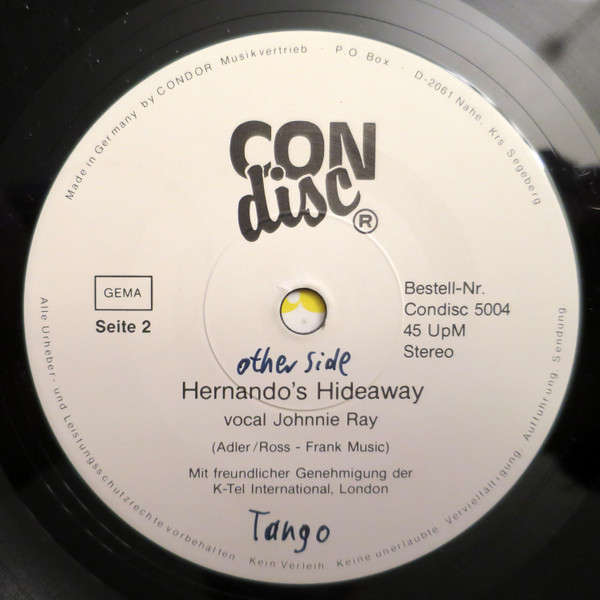 Made in Germany by CONDOR Musikvertrieb · P.O. Box · D-2061 Nahe, Krs. Segeberg
CON
disc ®
GEMA
Seite 2
Bestell-Nr.
Condisc 5004
45 UpM
Stereo
other side
Hernando's Hideaway
vocal Johnnie Ray
(Adler/Ross - Frank Music)
Mit freundlicher Genehmigung der
K-Tel International, London
Tango
Alle Urheber- und Leistungsschutzrechte vorbehalten. Kein Verleih. Keine unerlaubte Vervielfältigung, Aufführung, Sendung